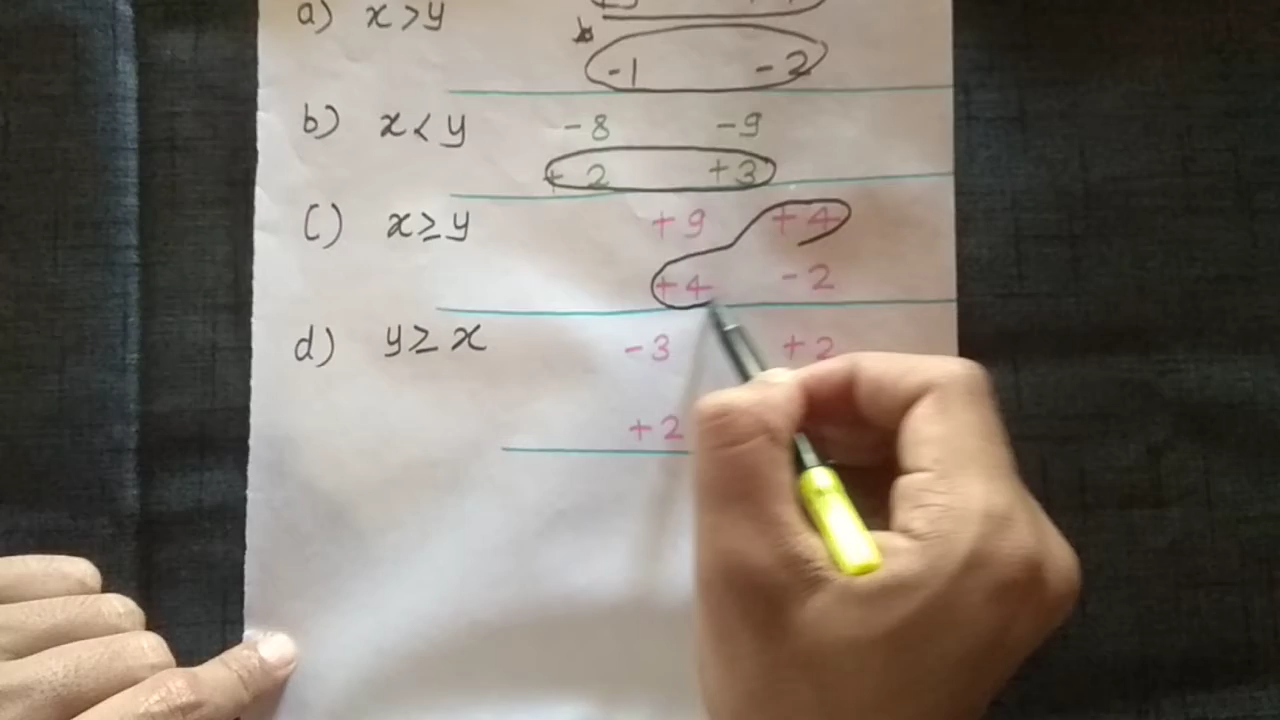 a) x>y
-1 -2
b) x<y -8 -9
+2 +3
C) x≥y +9 +4
+4 -2
d) y≥x -3 +2
+2